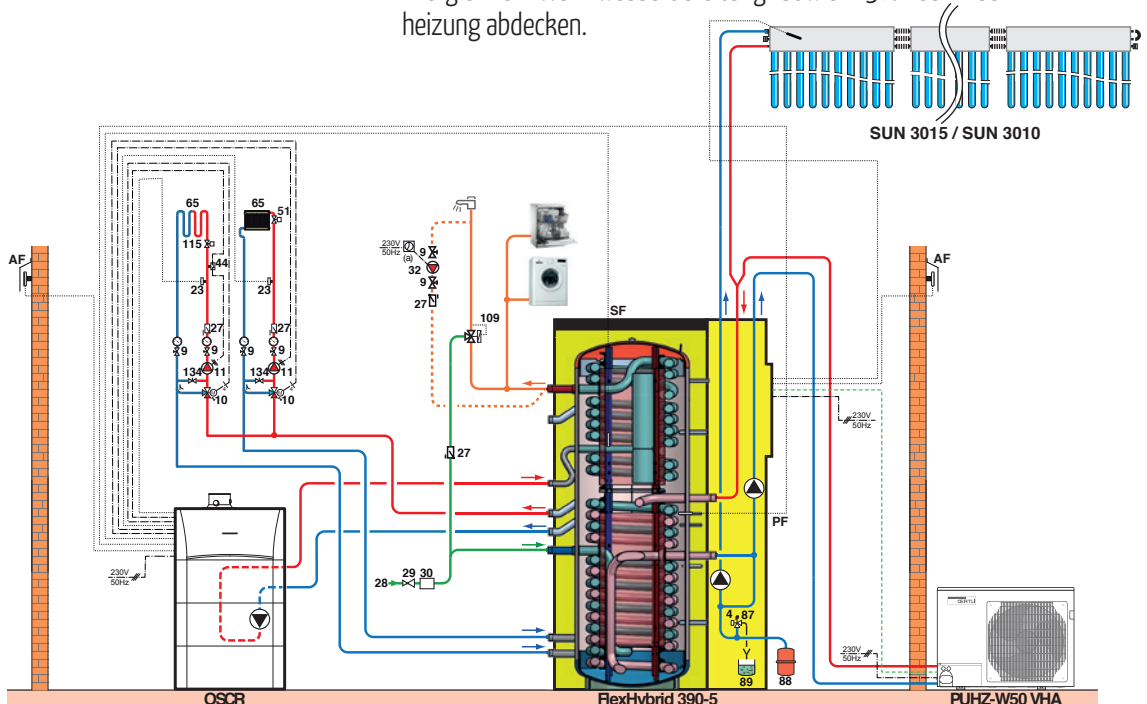 heizung abdecken.
SUN 3015 / SUN 3010
65
65
51
115
44
23
23
AF
230V
50Hz
(a)
9
32
9
27
109
SF
AF
27
27
9
9
9
9
11
11
134
134
10
10
27
230V
50Hz
PF
28
29
30
230V
50Hz
4
87
89
88
230V
50Hz
ŒRTLI
OSCR
FlexHybrid 390-5
PUHZ-W50 VHA